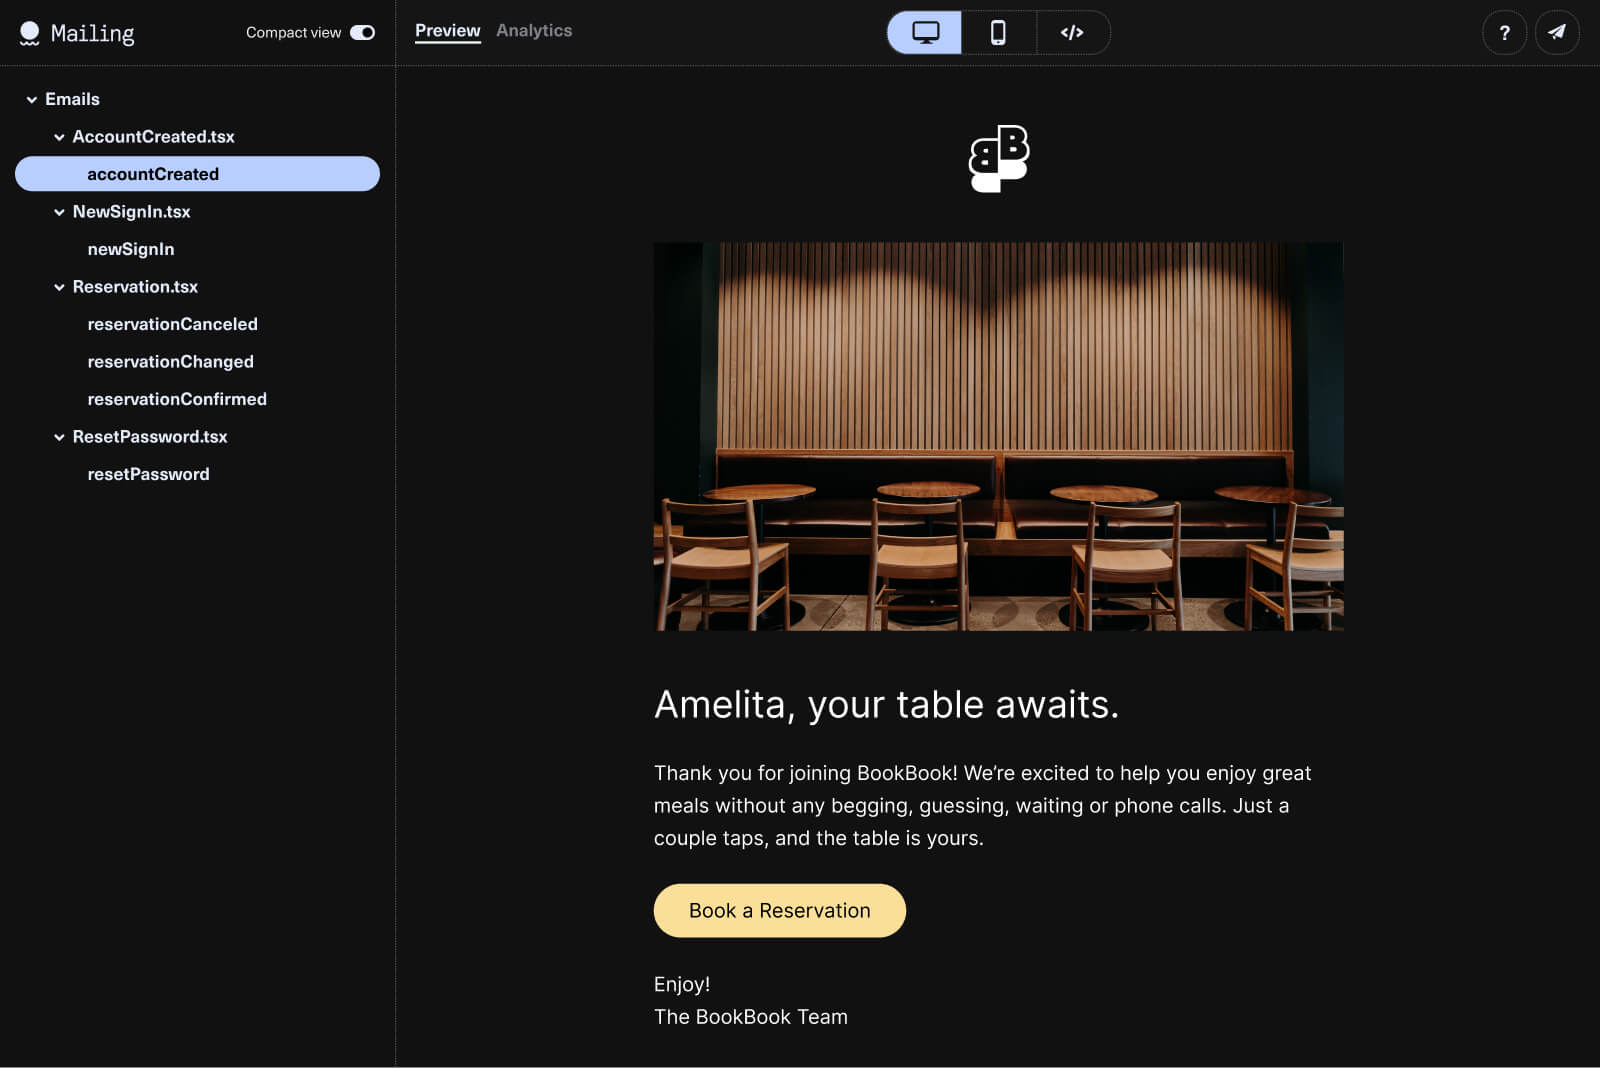 Mailing
Compact view
Preview
Analytics
</>
?
Emails
AccountCreated.tsx
accountCreated
NewSignIn.tsx
newSignIn
Reservation.tsx
reservationCanceled
reservationChanged
reservationConfirmed
ResetPassword.tsx
resetPassword
BB
Amelita, your table awaits.
Thank you for joining BookBook! We’re excited to help you enjoy great
meals without any begging, guessing, waiting or phone calls. Just a
couple taps, and the table is yours.
Book a Reservation
Enjoy!
The BookBook Team